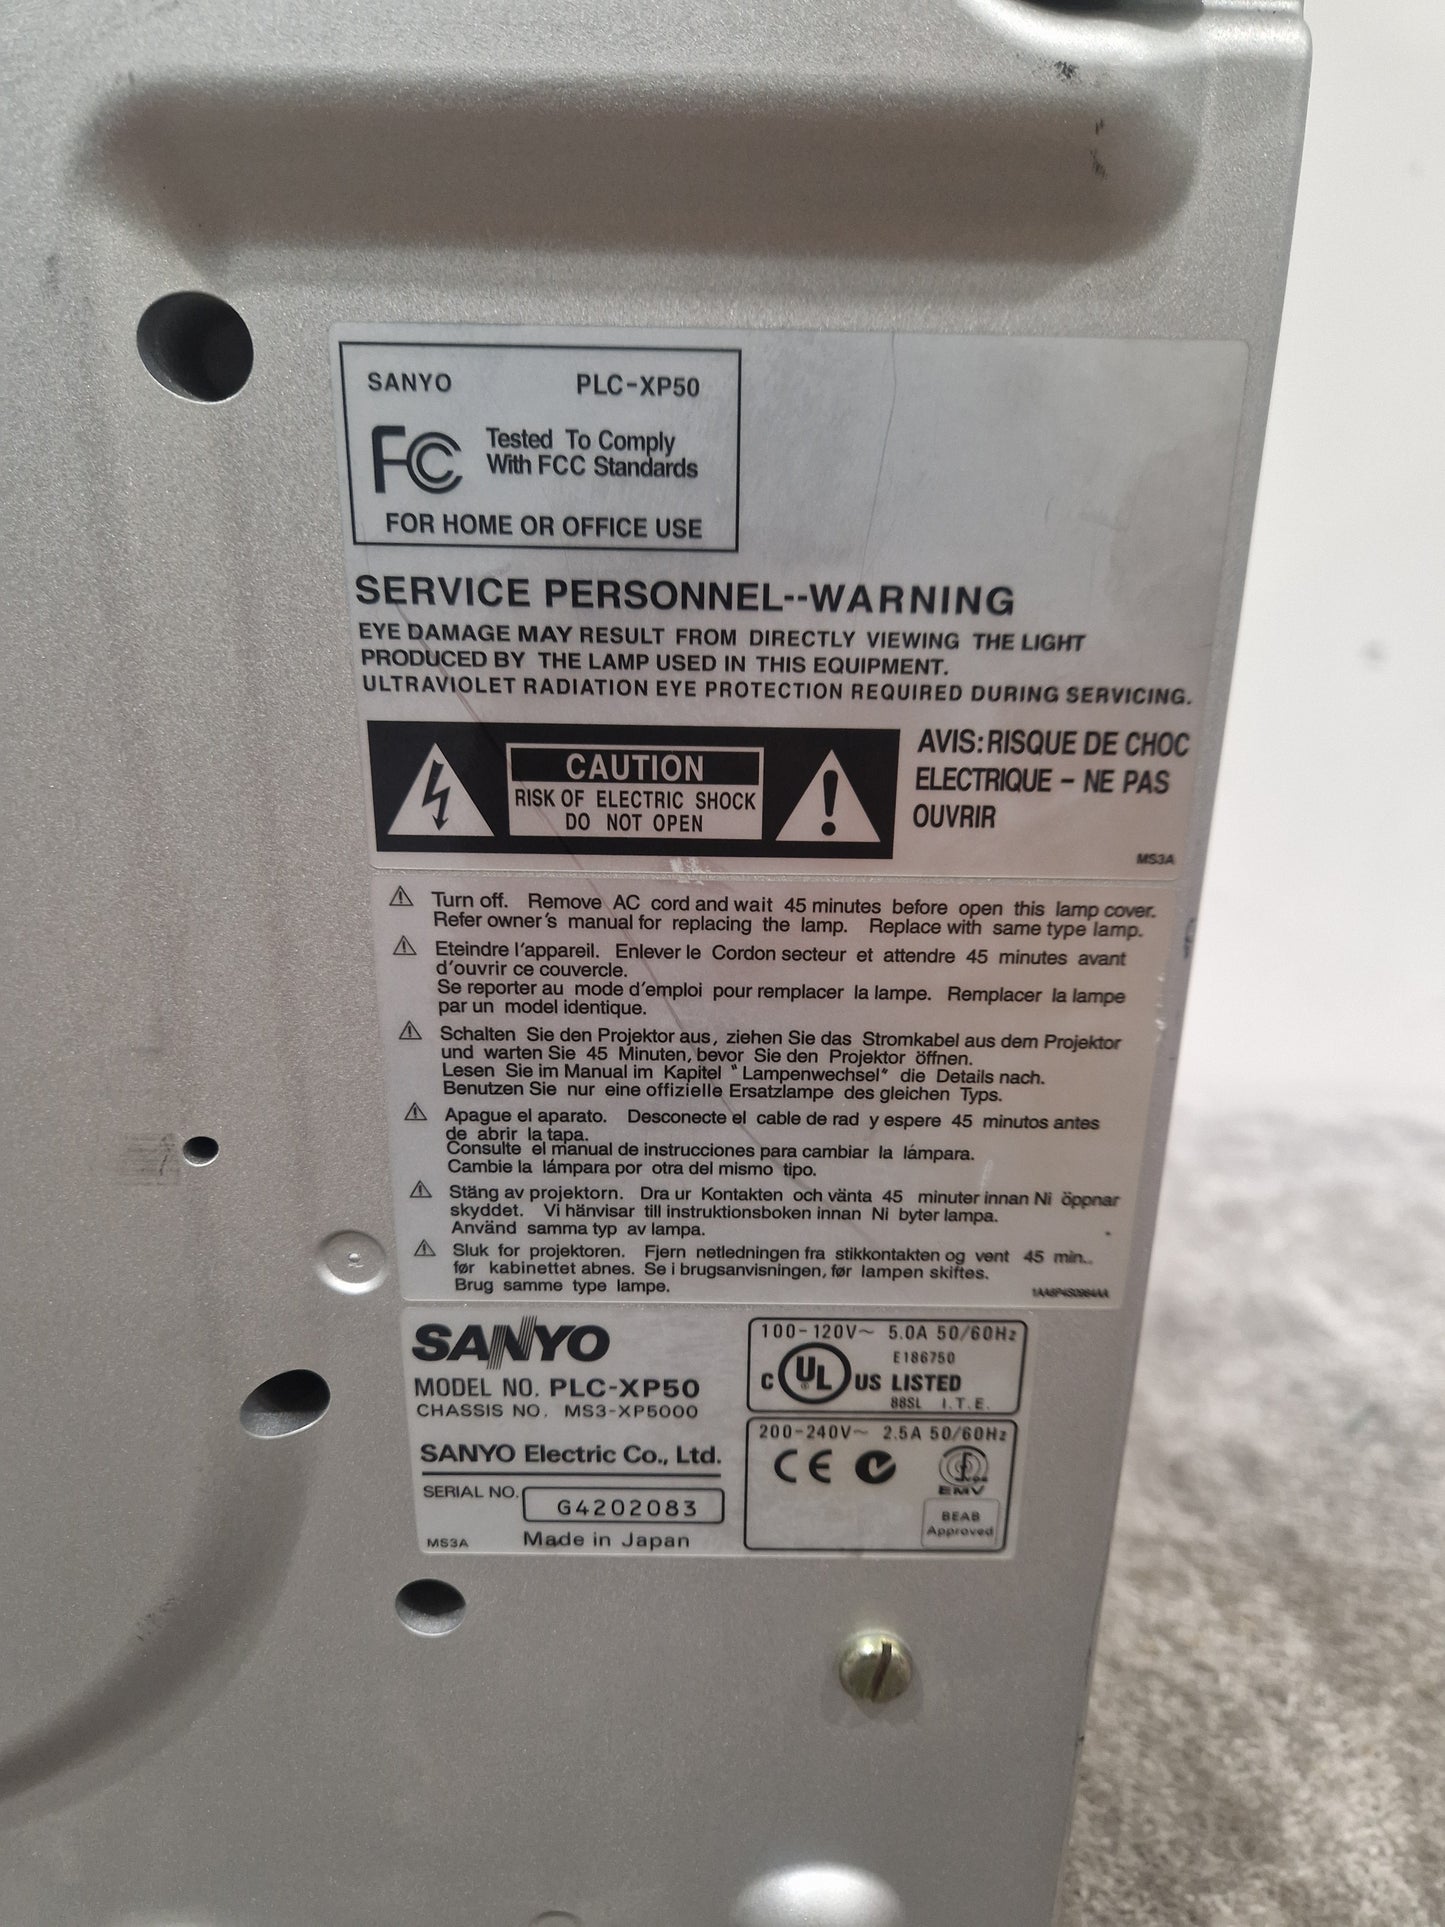 SANYO PLC-XP50
FC Tested To Comply
With FCC Standards
FOR HOME OR OFFICE USE
SERVICE PERSONNEL--WARNING
EYE DAMAGE MAY RESULT FROM DIRECTLY VIEWING THE LIGHT
PRODUCED BY THE LAMP USED IN THIS EQUIPMENT.
ULTRAVIOLET RADIATION EYE PROTECTION REQUIRED DURING SERVICING.
CAUTION
RISK OF ELECTRIC SHOCK
DO NOT OPEN
AVIS: RISQUE DE CHOC
ELECTRIQUE - NE PAS
OUVRIR
MS3A
Turn off. Remove AC cord and wait 45 minutes before open this lamp cover.
Refer owner's manual for replacing the lamp. Replace with same type lamp.
Eteindre l'appareil. Enlever le Cordon secteur et attendre 45 minutes avant
d'ouvrir ce couvercle.
Se reporter au mode d'emploi pour remplacer la lampe. Remplacer la lampe
par un model identique.
Schalten Sie den Projektor aus, ziehen Sie das Stromkabel aus dem Projektor
und warten Sie 45 Minuten, bevor Sie den Projektor öffnen.
Lesen Sie im Manual im Kapitel "Lampenwechsel" die Details nach.
Benutzen Sie nur eine offizielle Ersatzlampe des gleichen Typs.
Apague el aparato. Desconecte el cable de rad y espere 45 minutos antes
de abrir la tapa.
Consulte el manual de instrucciones para cambiar la lámpara.
Cambie la lámpara por otra del mismo tipo.
Stäng av projektorn. Dra ur Kontakten och vänta 45 minuter innan Ni öppnar
skyddet. Vi hänvisar till instruktionsboken innan Ni byter lampa.
Använd samma typ av lampa.
Sluk for projektoren. Fjern netledningen fra stikkontakten og vent 45 min..
før kabinettet abnes. Se i brugsanvisningen, før lampen skiftes.
Brug samme type lampe.
SANYO
MODEL NO. PLC-XP50
CHASSIS NO. MS3-XP5000
SANYO Electric Co., Ltd.
SERIAL NO. G4202083
MS3A Made in Japan
100-120V~ 5.0A 50/60Hz
E186750
C UL US LISTED
88SL I.T.E.
200-240V~ 2.5A 50/60Hz
CE
EMV
BEAB
Approved